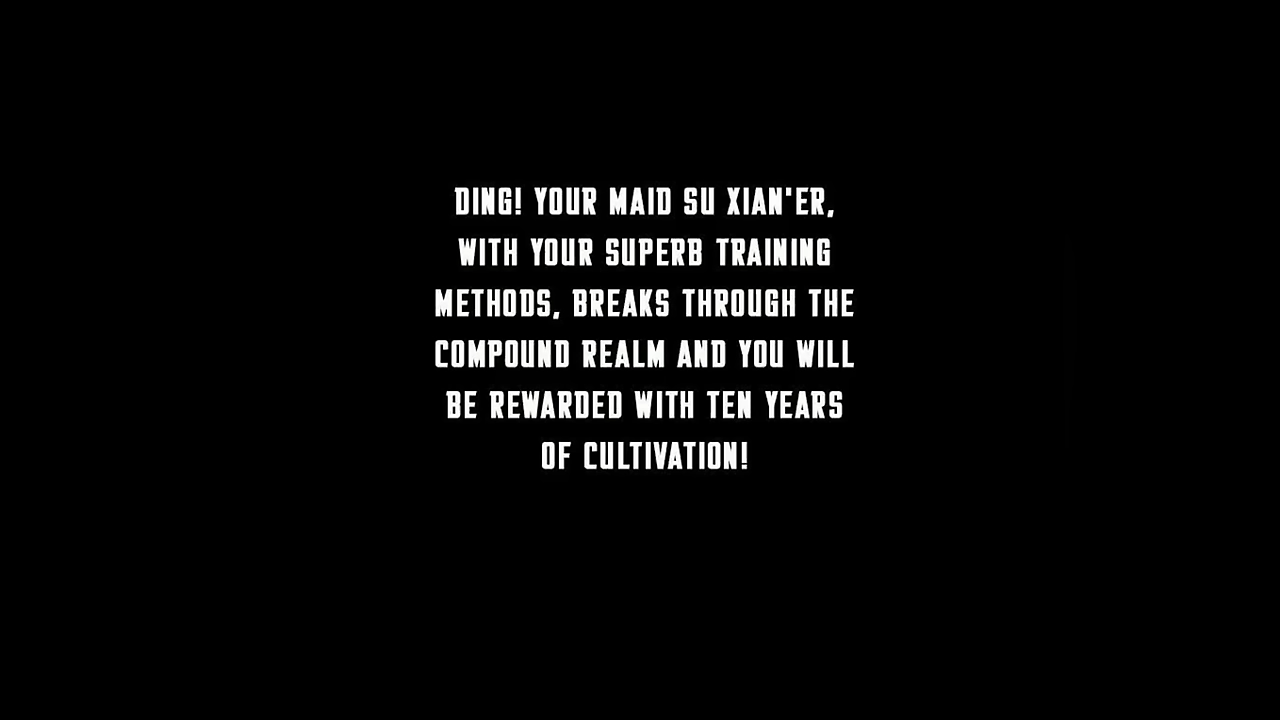 DING! YOUR MAID SU XIAN'ER,
WITH YOUR SUPERB TRAINING
METHODS, BREAKS THROUGH THE
COMPOUND REALM AND YOU WILL
BE REWARDED WITH TEN YEARS
OF CULTIVATION!